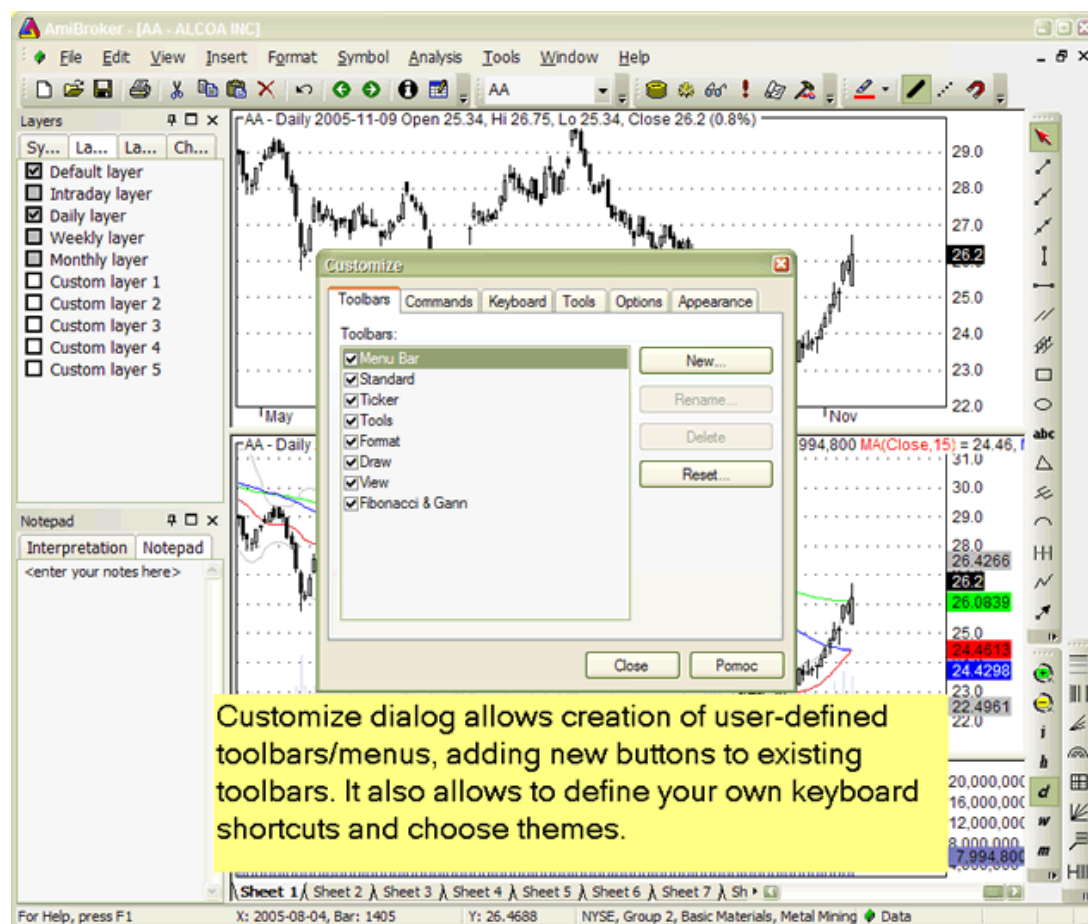 AmiBroker - [AA - ALCOA INC]
File Edit View Insert Format Symbol Analysis Tools Window Help
AA
Layers
Sy... La... La... Ch...
Default layer
Intraday layer
Daily layer
Weekly layer
Monthly layer
Custom layer 1
Custom layer 2
Custom layer 3
Custom layer 4
Custom layer 5
AA - Daily 2005-11-09 Open 25.34, Hi 26.75, Lo 25.34, Close 26.2 (0.8%)
29.0
28.0
27.0
26.2
25.0
24.0
23.0
22.0
May
Nov
Customize
Toolbars Commands Keyboard Tools Options Appearance
Toolbars:
Menu Bar
Standard
Ticker
Tools
Format
Draw
View
Fibonacci & Gann
New...
Rename...
Delete
Reset...
Close Pomoc
AA - Daily
994,800 MA(Close,15) = 24.46,
31.0
30.0
29.0
28.0
26.4266
26.2
26.0839
25.0
24.4613
24.4298
23.0
22.4961
22.0
abc
i
h
d
w
m
Notepad
Interpretation Notepad
<enter your notes here>
Customize dialog allows creation of user-defined
toolbars/menus, adding new buttons to existing
toolbars. It also allows to define your own keyboard
shortcuts and choose themes.
20,000,000
16,000,000
12,000,000
8,000,000
7,994,800
Sheet 1 Sheet 2 Sheet 3 Sheet 4 Sheet 5 Sheet 6 Sheet 7 Sh
For Help, press F1 X: 2005-08-04, Bar: 1405 Y: 26.4688 NYSE, Group 2, Basic Materials, Metal Mining Data